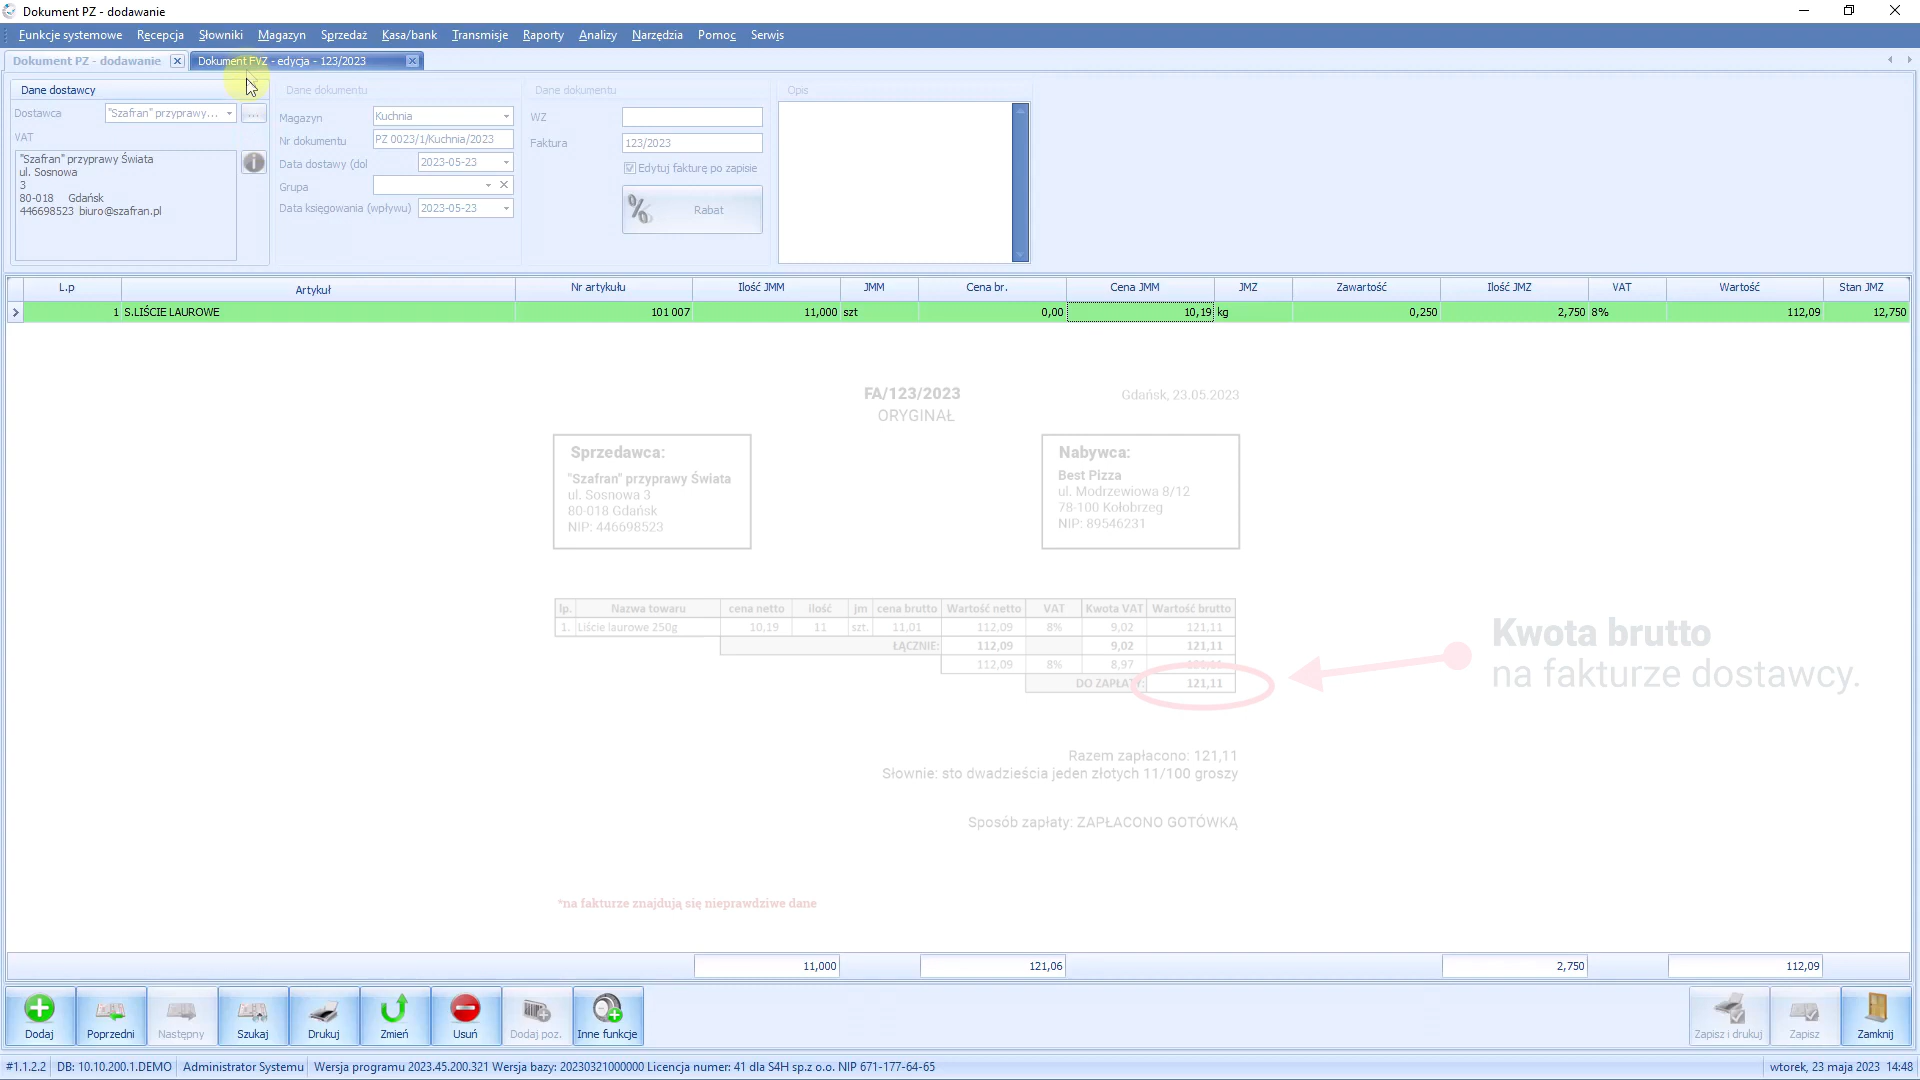 Dokument PZ - dodawanie
Funkcje systemowe Recepcja Słowniki Magazyn Sprzedaż Kasa/bank Transmisje Raporty Analizy Narzędzia Pomoc Serwis
Dokument PZ - dodawanie Dokument FVZ - edycja - 123/2023
Dane dostawcy
Dostawca "Szafran" przyprawy... ...
VAT
"Szafran" przyprawy Świata
ul. Sosnowa
3
80-018 Gdańsk
446698523 biuro@szafran.pl
Dane dokumentu
Magazyn Kuchnia
Nr dokumentu PZ 0023/1/Kuchnia/2023
Data dostawy (dol 2023-05-23
Grupa
Data księgowania (wpływu) 2023-05-23
Dane dokumentu
WZ
Faktura 123/2023
Edytuj fakturę po zapisie
% Rabat
Opis
L.p Artykuł Nr artykułu Ilość JMM JMM Cena br. Cena JMM JMZ Zawartość Ilość JMZ VAT Wartość Stan JMZ
1 S.LIŚCIE LAUROWE 101 007 11,000 szt 0,00 10,19 kg 0,250 2,750 8% 112,09 12,750
FA/123/2023 Gdańsk, 23.05.2023
ORYGINAŁ
Sprzedawca:
"Szafran" przyprawy Świata
ul. Sosnowa 3
80-018 Gdańsk
NIP: 446698523
Nabywca:
Best Pizza
ul. Modrzewiowa 8/12
78-100 Kołobrzeg
NIP: 89546231
lp. Nazwa towaru cena netto ilość jm cena brutto Wartość netto VAT Kwota VAT Wartość brutto
1. Liście laurowe 250g 10,19 11 szt. 11,01 112,09 8% 9,02 121,11
ŁĄCZNIE: 112,09 9,02 121,11
112,09 8% 8,97
DO ZAPŁATY: 121,11
Kwota brutto
na fakturze dostawcy.
Razem zapłacono: 121,11
Słownie: sto dwadzieścia jeden złotych 11/100 groszy
Sposób zapłaty: ZAPŁACONO GOTÓWKĄ
*na fakturze znajdują się nieprawdziwe dane
11,000 121,06 2,750 112,09
Dodaj Poprzedni Następny Szukaj Drukuj Zmień Usuń Dodaj poz. Inne funkcje Zapisz i drukuj Zapisz Zamknij
#1.1.2.2 DB: 10.10.200.1.DEMO Administrator Systemu Wersja programu 2023.45.200.321 Wersja bazy: 20230321000000 Licencja numer: 41 dla S4H sp.z o.o. NIP 671-177-64-65 wtorek, 23 maja 2023 14:48